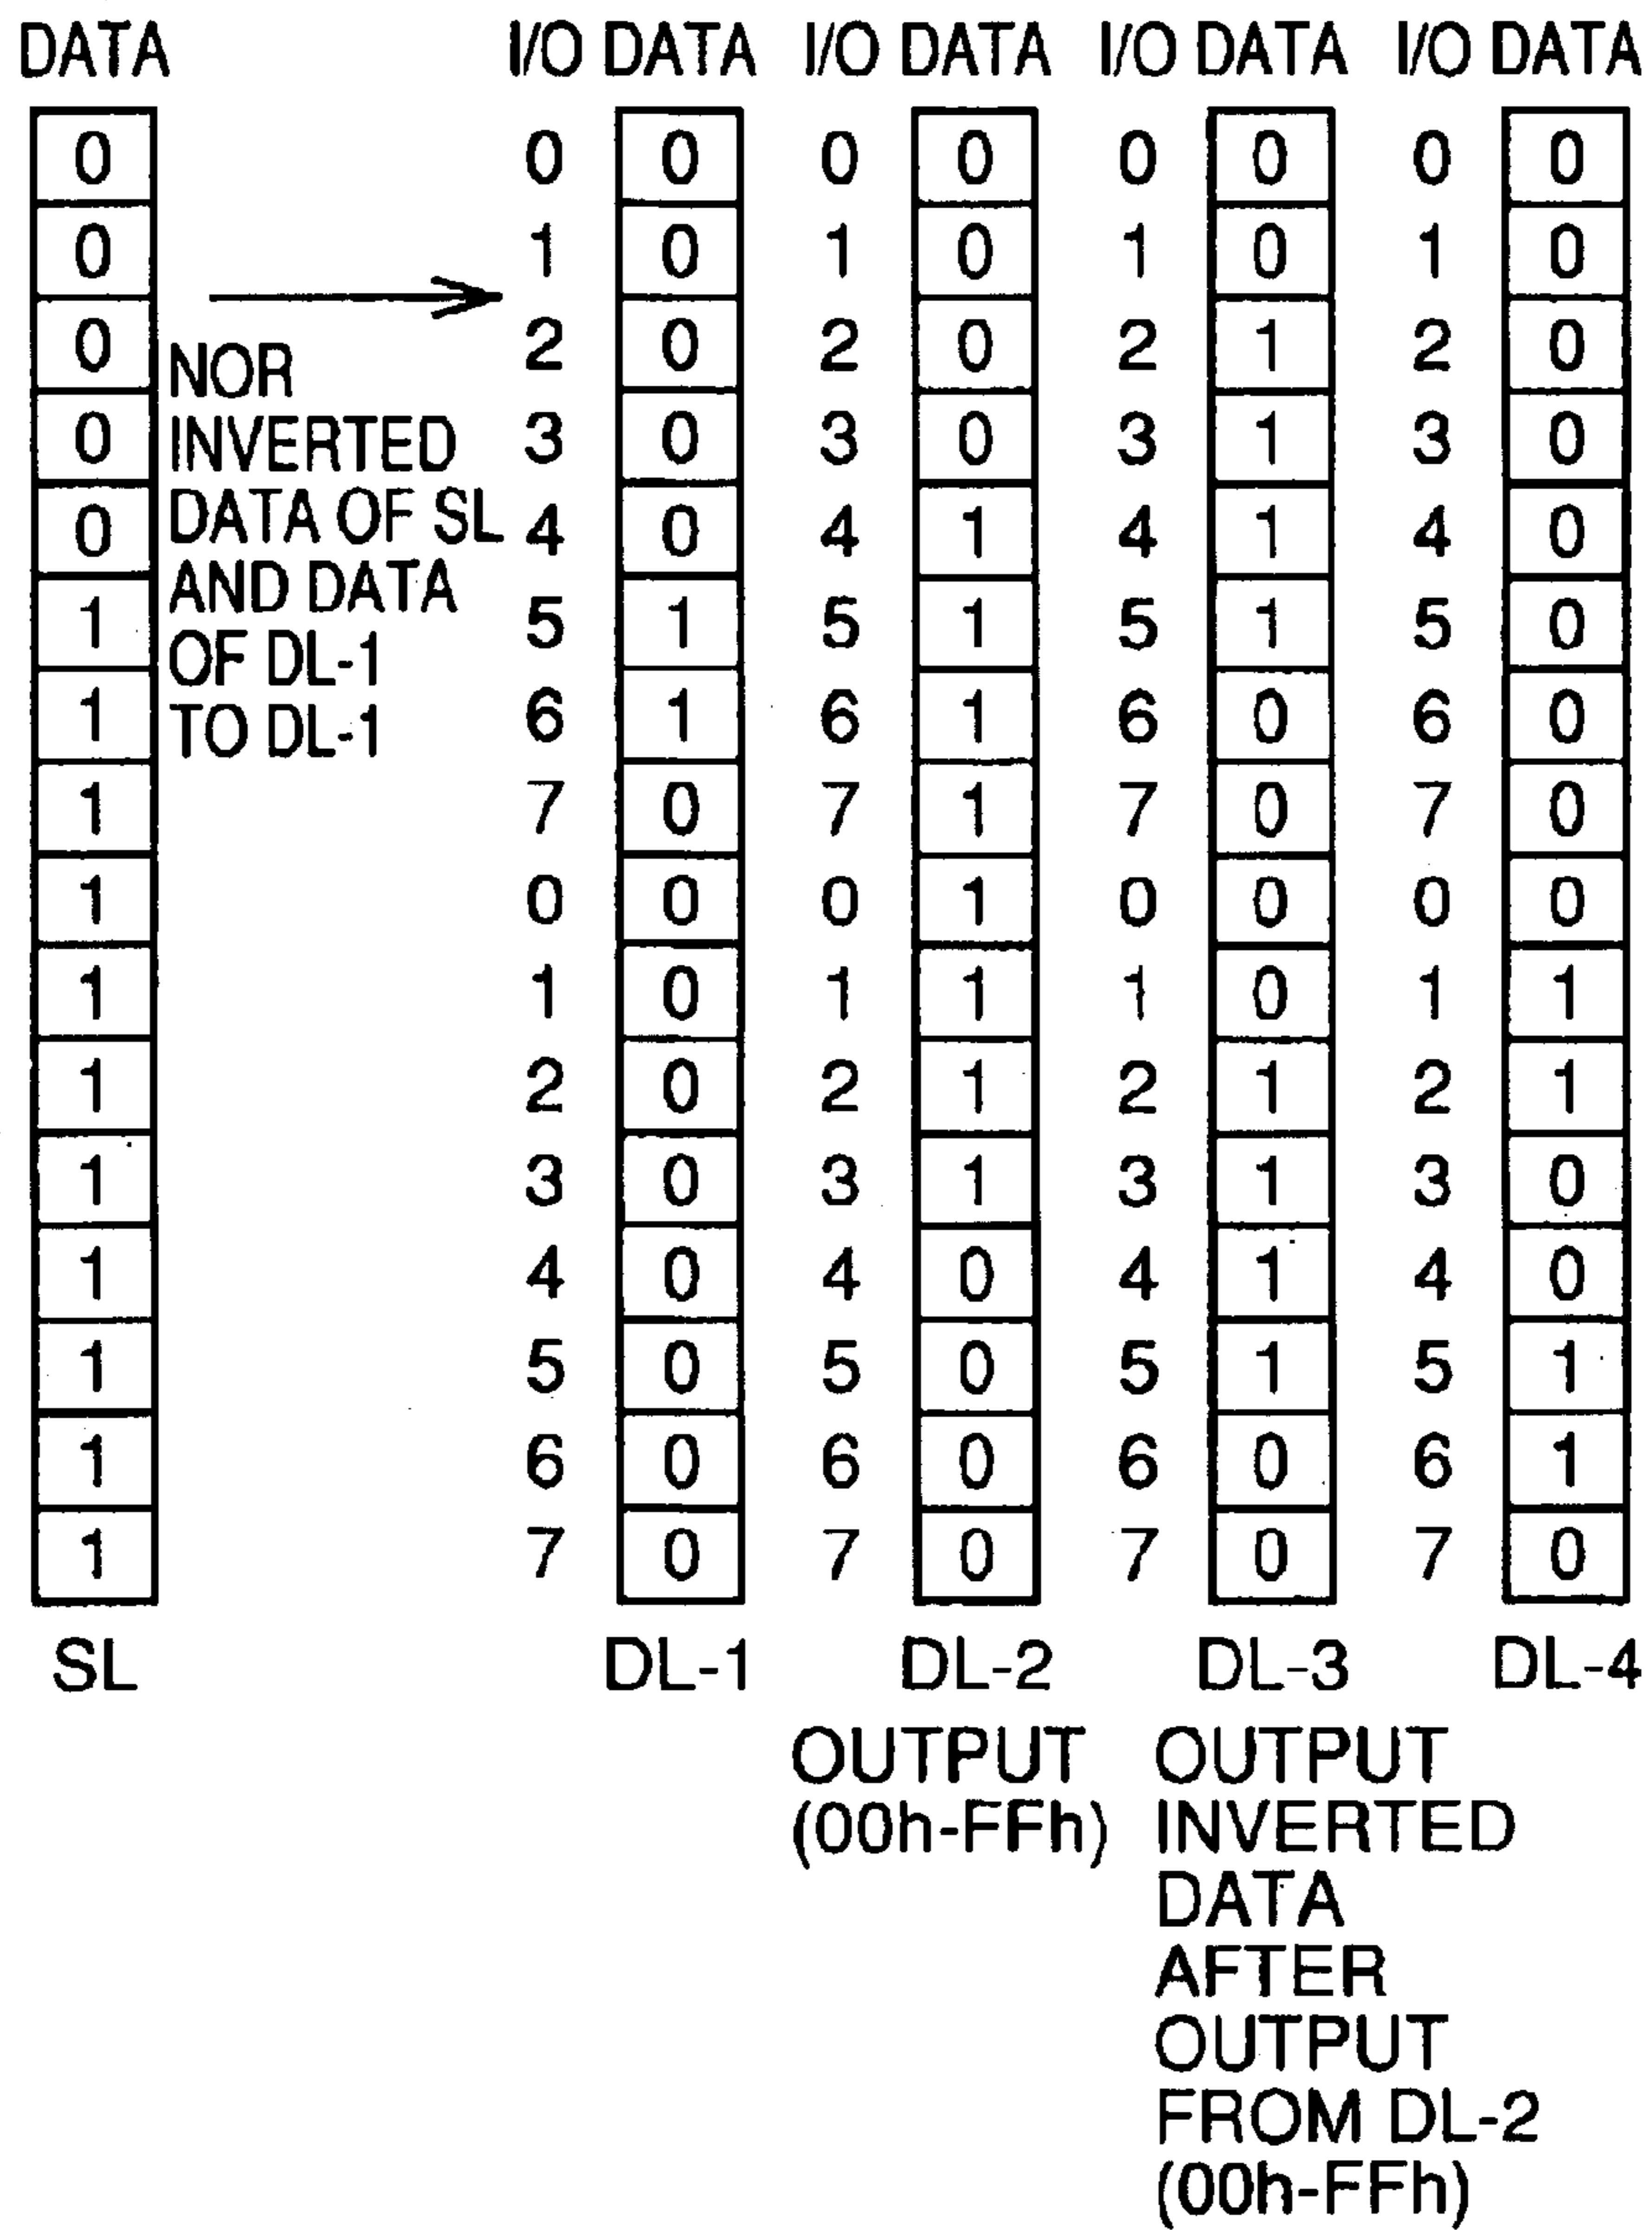 DATA I/O DATA I/O DATA I/O DATA I/O DATA
0 0 0 0 0 0 0 0 0
0 1 0 1 0 1 0 1 0
0 2 0 2 0 2 1 2 0
0 3 0 3 0 3 1 3 0
0 4 0 4 1 4 1 4 0
1 5 1 5 1 5 1 5 0
1 6 1 6 1 6 0 6 0
1 7 0 7 1 7 0 7 0
1 0 0 0 1 0 0 0 0
1 1 0 1 1 1 0 1 1
1 2 0 2 1 2 1 2 1
1 3 0 3 1 3 1 3 0
1 4 0 4 0 4 1 4 0
1 5 0 5 0 5 1 5 1
1 6 0 6 0 6 0 6 1
1 7 0 7 0 7 0 7 0
NOR
INVERTED
DATA OF SL
AND DATA
OF DL-1
TO DL-1
SL DL-1 DL-2 DL-3 DL-4
OUTPUT
(00h-FFh)
OUTPUT
INVERTED
DATA
AFTER
OUTPUT
FROM DL-2
(00h-FFh)